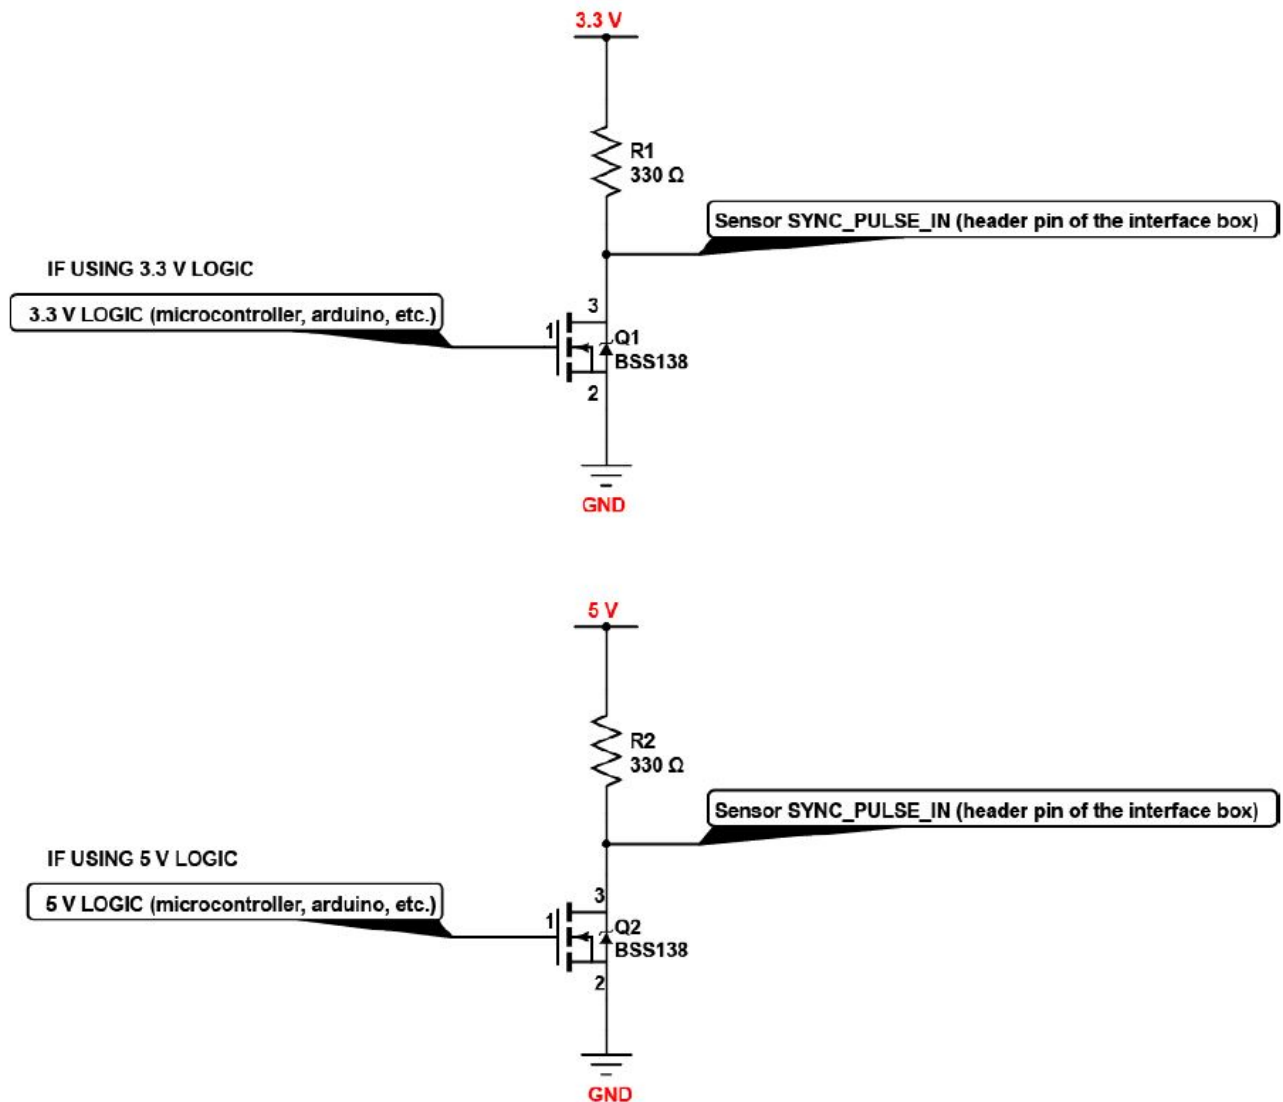 3.3 V
R1
330 Ω
Sensor SYNC_PULSE_IN (header pin of the interface box)
IF USING 3.3 V LOGIC
3.3 V LOGIC (microcontroller, arduino, etc.)
3
1
Q1
BSS138
2
GND
5 V
R2
330 Ω
Sensor SYNC_PULSE_IN (header pin of the interface box)
IF USING 5 V LOGIC
5 V LOGIC (microcontroller, arduino, etc.)
3
1
Q2
BSS138
2
GND